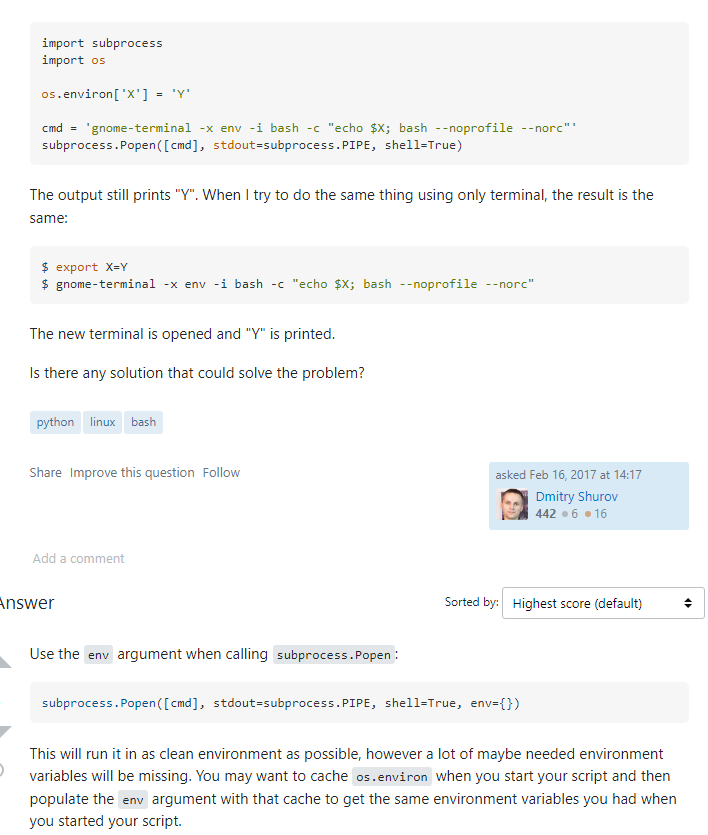 import subprocess
import os
os.environ['X'] = 'Y'
cmd = 'gnome-terminal -x env -i bash -c "echo $X; bash --noprofile --norc"'
subprocess.Popen([cmd], stdout=subprocess.PIPE, shell=True)
The output still prints "Y". When I try to do the same thing using only terminal, the result is the
same:
$ export X=Y
$ gnome-terminal -x env -i bash -c "echo $X; bash --noprofile --norc"
The new terminal is opened and "Y" is printed.
Is there any solution that could solve the problem?
python linux bash
Share Improve this question Follow
asked Feb 16, 2017 at 14:17
Dmitry Shurov
442 6 16
Add a comment
Answer
Sorted by: Highest score (default)
Use the env argument when calling subprocess.Popen:
subprocess.Popen([cmd], stdout=subprocess.PIPE, shell=True, env={})
This will run it in as clean environment as possible, however a lot of maybe needed environment
variables will be missing. You may want to cache os.environ when you start your script and then
populate the env argument with that cache to get the same environment variables you had when
you started your script.